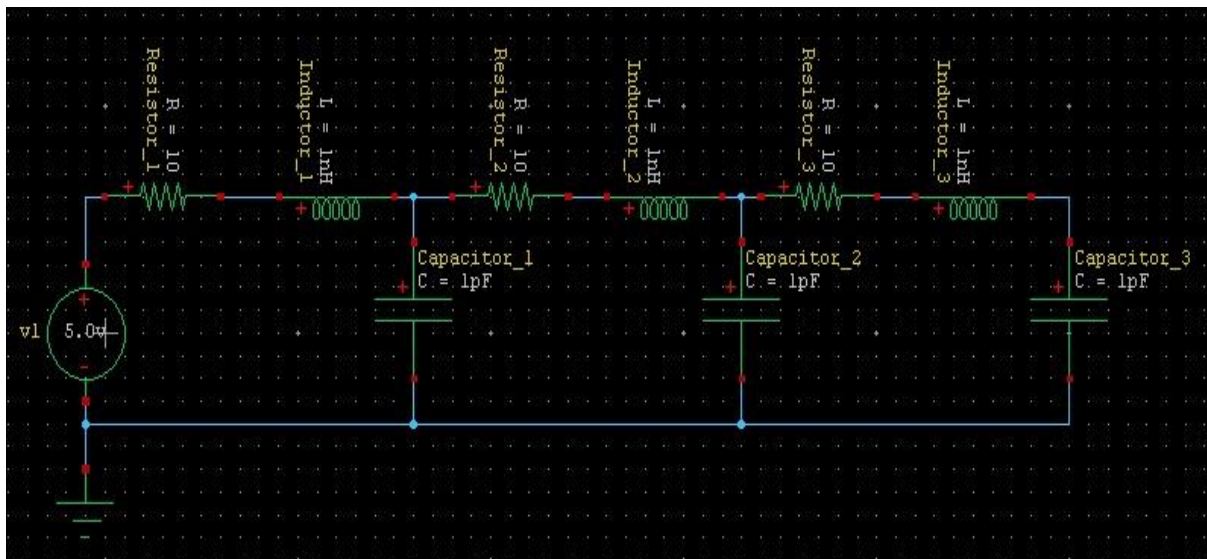 Resistor_1
R = 10
Inductor_1
L = 1nH
Resistor_2
R = 10
Inductor_2
L = 1nH
Resistor_3
R = 10
Inductor_3
L = 1nH
Capacitor_1
C = 1pF
Capacitor_2
C = 1pF
Capacitor_3
C = 1pF
v1
5.0v